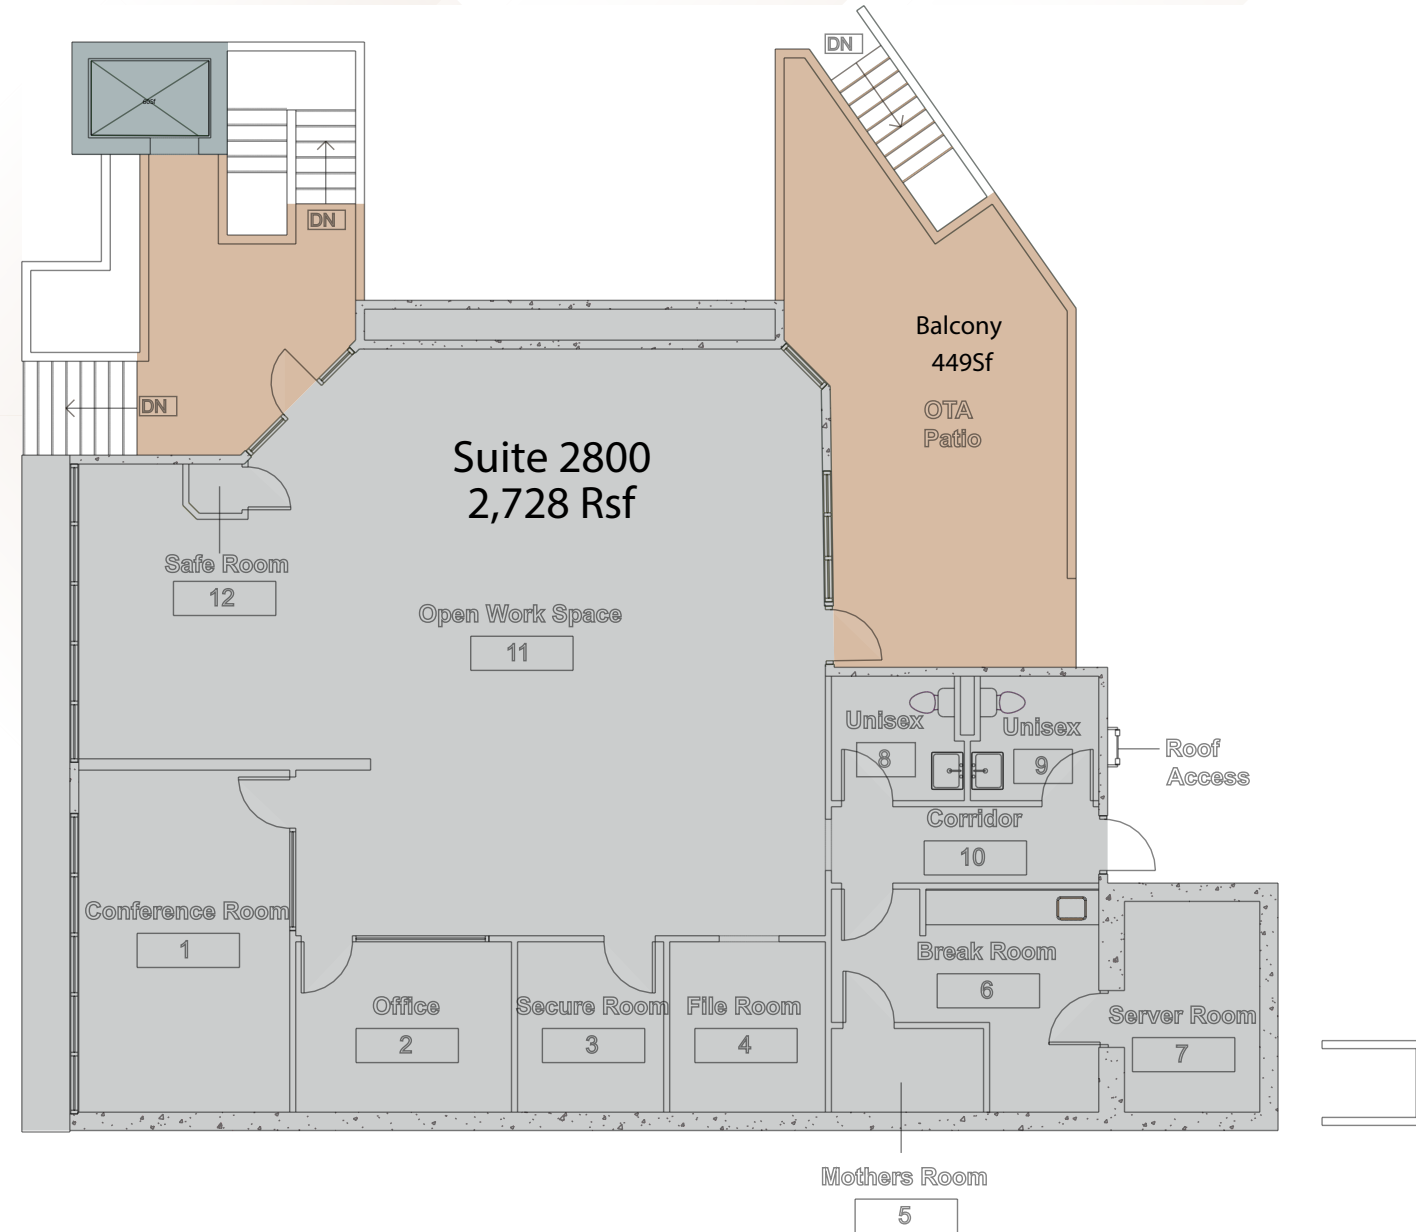 DN
DN
DN
Balcony
449Sf
OTA
Patio
Suite 2800
2,728 Rsf
Safe Room
12
Open Work Space
11
Unisex
8
Unisex
9
Roof
Access
Corridor
10
Conference Room
1
Break Room
6
Office
2
Secure Room
3
File Room
4
Server Room
7
Mothers Room
5